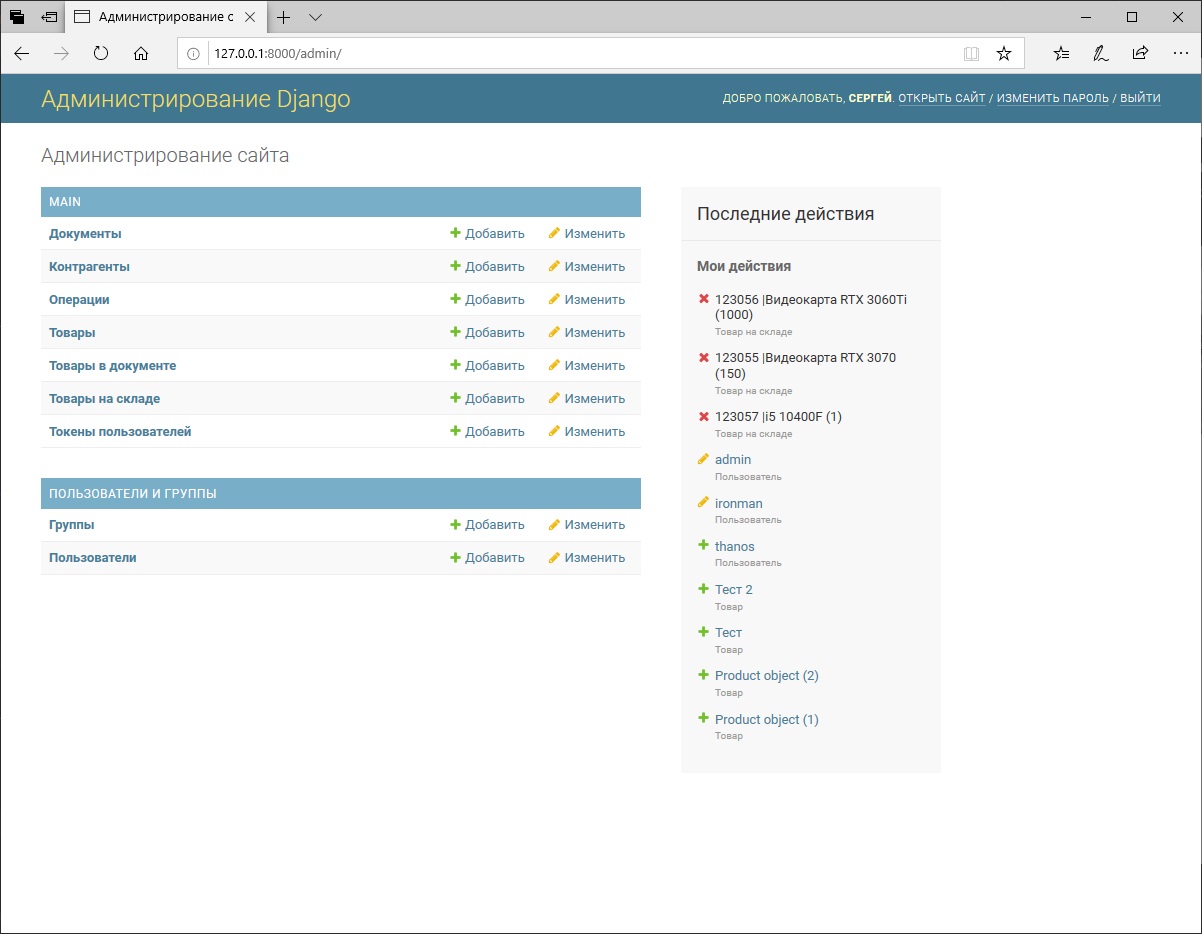 Администрирование с
127.0.0.1:8000/admin/
Администрирование Django
ДОБРО ПОЖАЛОВАТЬ, СЕРГЕЙ. ОТКРЫТЬ САЙТ / ИЗМЕНИТЬ ПАРОЛЬ / ВЫЙТИ
Администрирование сайта
MAIN
Документы Добавить Изменить
Контрагенты Добавить Изменить
Операции Добавить Изменить
Товары Добавить Изменить
Товары в документе Добавить Изменить
Товары на складе Добавить Изменить
Токены пользователей Добавить Изменить
ПОЛЬЗОВАТЕЛИ И ГРУППЫ
Группы Добавить Изменить
Пользователи Добавить Изменить
Последние действия
Мои действия
123056 |Видеокарта RTX 3060Ti
(1000)
Товар на складе
123055 |Видеокарта RTX 3070
(150)
Товар на складе
123057 |i5 10400F (1)
Товар на складе
admin
Пользователь
ironman
Пользователь
thanos
Пользователь
Тест 2
Товар
Тест
Товар
Product object (2)
Товар
Product object (1)
Товар